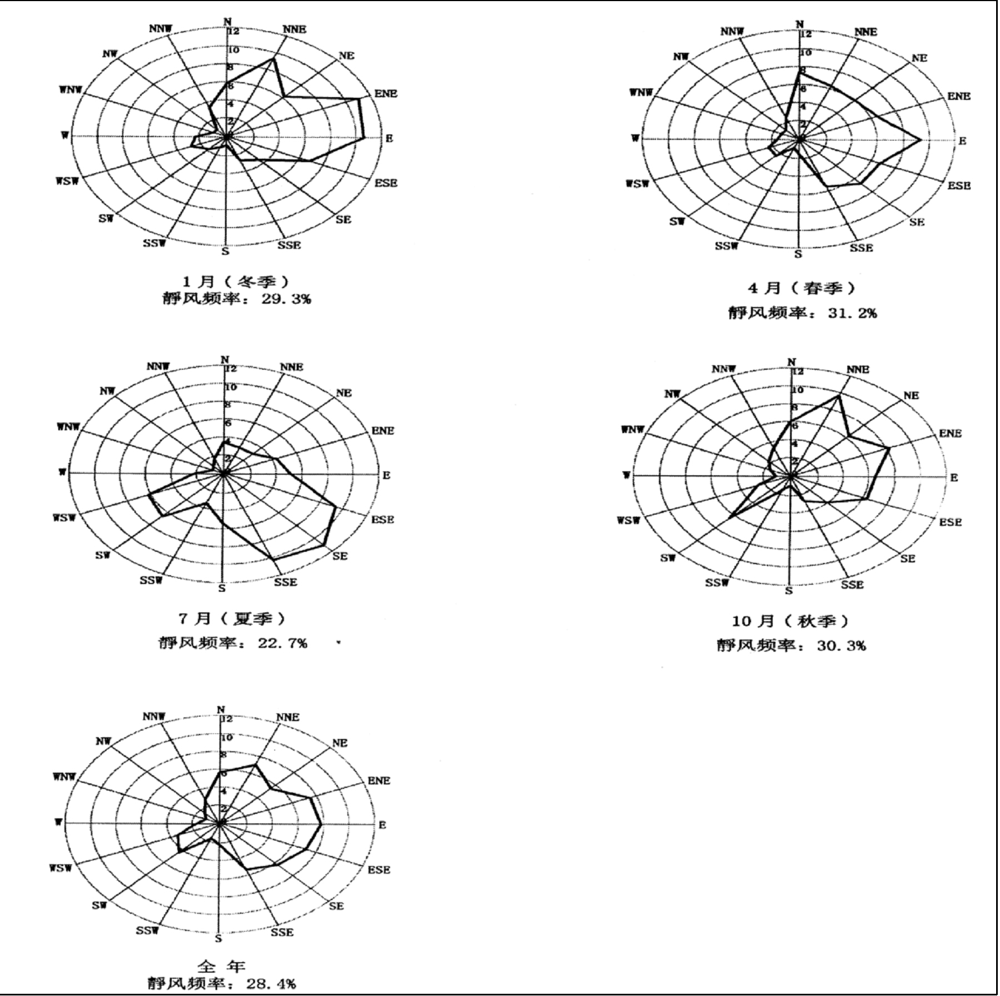 N
12
NNW
NNE
10
NW
NE
8
WNW
6
ENE
4
2
0
W
E
WSW
ESE
SW
SE
SSW
SSE
S
1 月 ( 冬季 )
静风频率: 29.3%
N
12
NNW
NNE
10
NW
NE
8
WNW
6
ENE
4
2
0
W
E
WSW
ESE
SW
SE
SSW
SSE
S
4 月 ( 春季 )
静风频率: 31.2%
N
12
NNW
NNE
10
NW
NE
8
WNW
6
ENE
4
2
0
W
E
WSW
ESE
SW
SE
SSW
SSE
S
7 月 ( 夏季 )
静风频率: 22.7%
N
12
NNW
NNE
10
NW
NE
8
WNW
6
ENE
4
2
0
W
E
WSW
ESE
SW
SE
SSW
SSE
S
10 月 ( 秋季 )
静风频率: 30.3%
N
12
NNW
NNE
10
NW
NE
8
WNW
6
ENE
4
2
0
W
E
WSW
ESE
SW
SE
SSW
SSE
S
全 年
静风频率: 28.4%